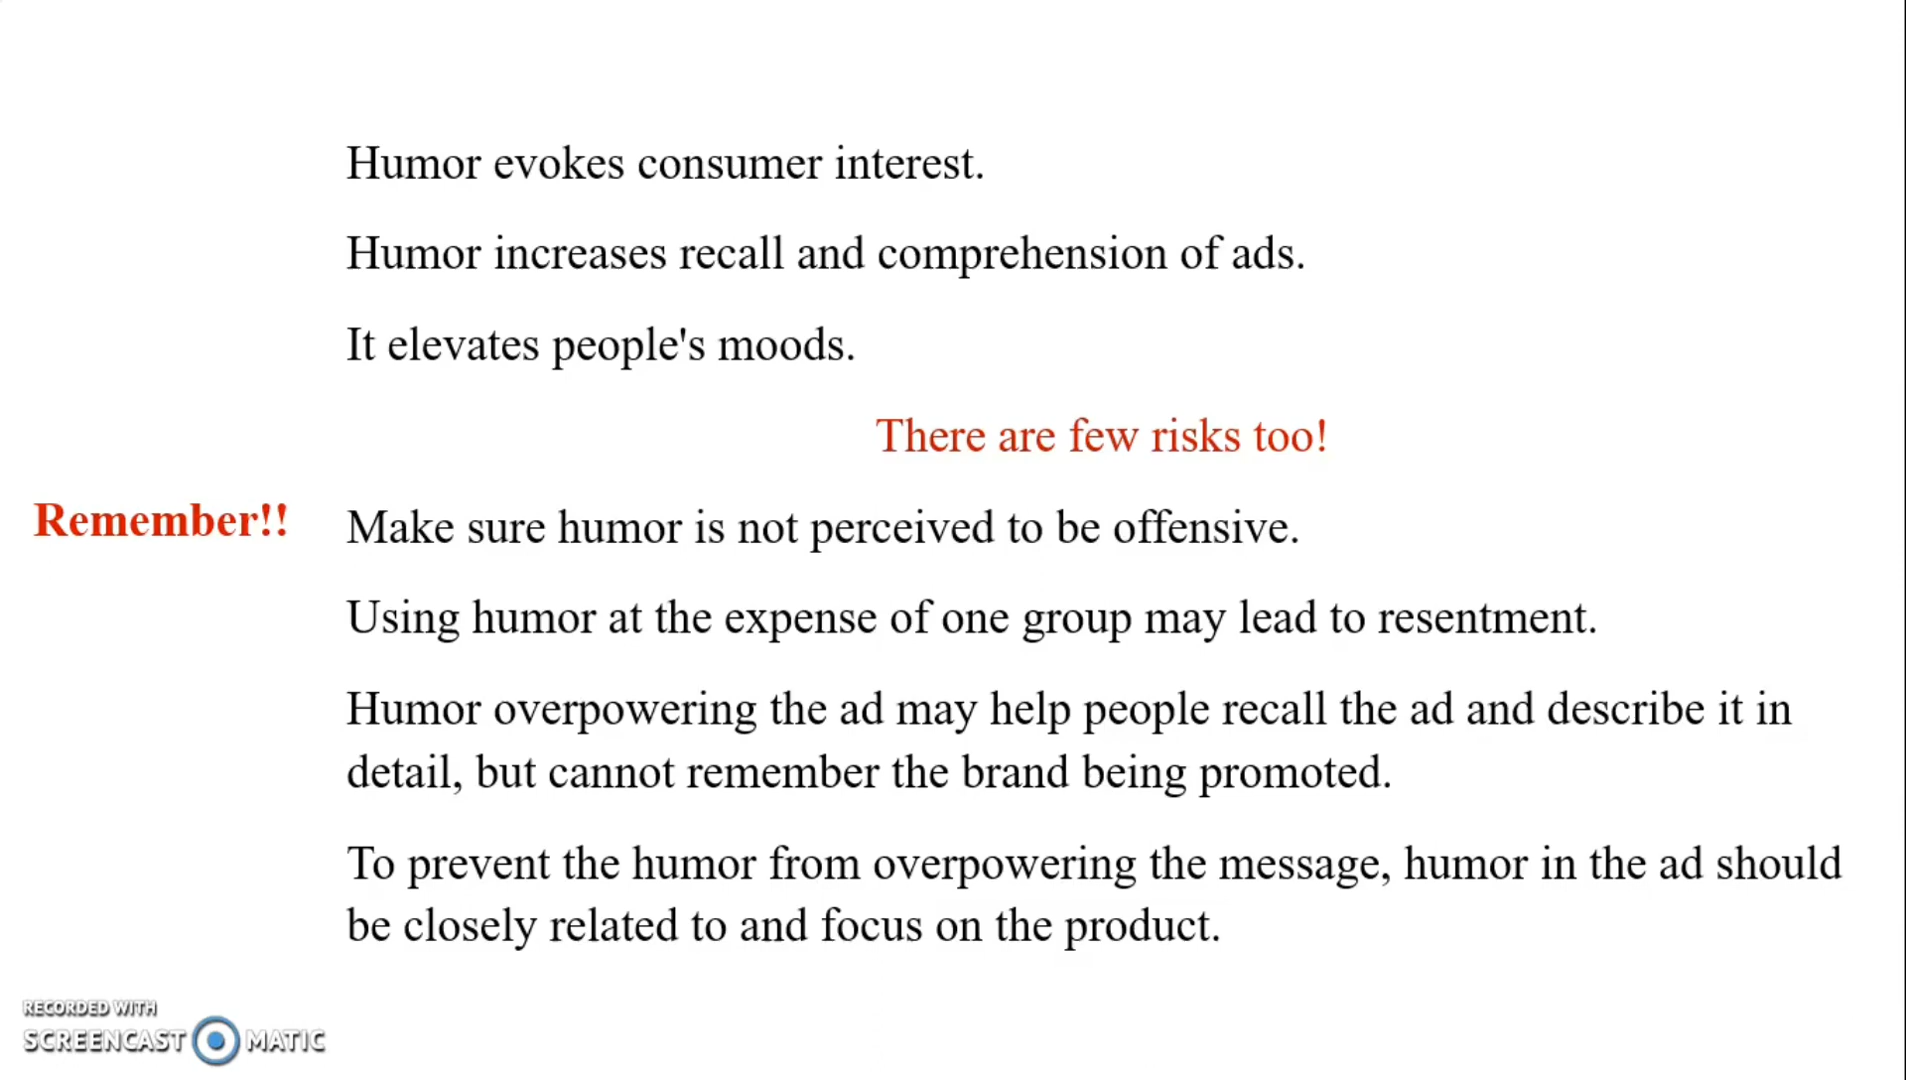 Humor evokes consumer interest.
Humor increases recall and comprehension of ads.
It elevates people's moods.
There are few risks too!
Remember!!
Make sure humor is not perceived to be offensive.
Using humor at the expense of one group may lead to resentment.
Humor overpowering the ad may help people recall the ad and describe it in
detail, but cannot remember the brand being promoted.
To prevent the humor from overpowering the message, humor in the ad should
be closely related to and focus on the product.
RECORDED WITH
SCREENCAST MATIC